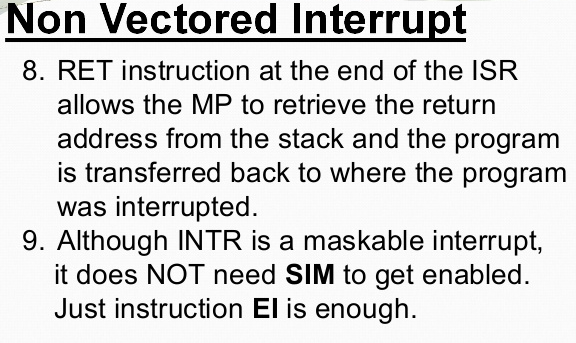 Non Vectored Interrupt
8. RET instruction at the end of the ISR
allows the MP to retrieve the return
address from the stack and the program
is transferred back to where the program
was interrupted.
9. Although INTR is a maskable interrupt,
it does NOT need SIM to get enabled.
Just instruction EI is enough.